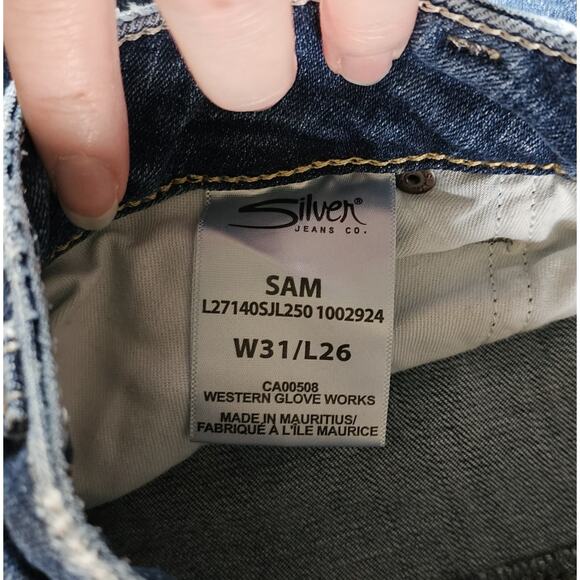 Silver®
JEANS CO.
SAM
L27140SJL250 1002924
W31/L26
CA00508
WESTERN GLOVE WORKS
MADE IN MAURITIUS/
FABRIQUÉ À L'ÎLE MAURICE